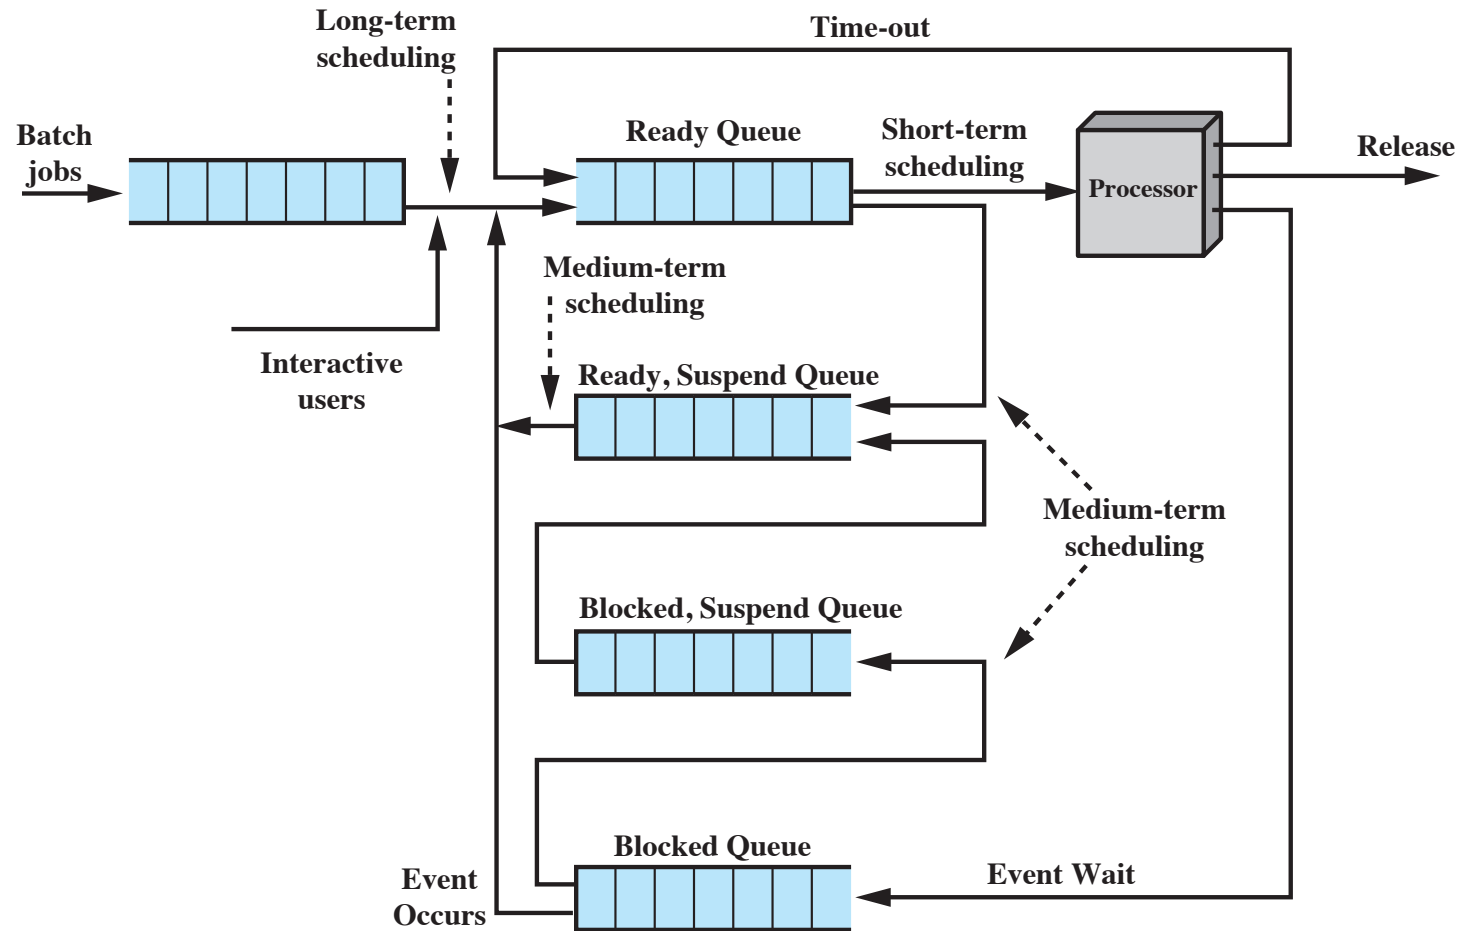 Long-term
scheduling
Time-out
Batch
jobs
Ready Queue
Short-term
scheduling
Release
Processor
Medium-term
scheduling
Interactive
users
Ready, Suspend Queue
Medium-term
scheduling
Blocked, Suspend Queue
Blocked Queue
Event
Occurs
Event Wait